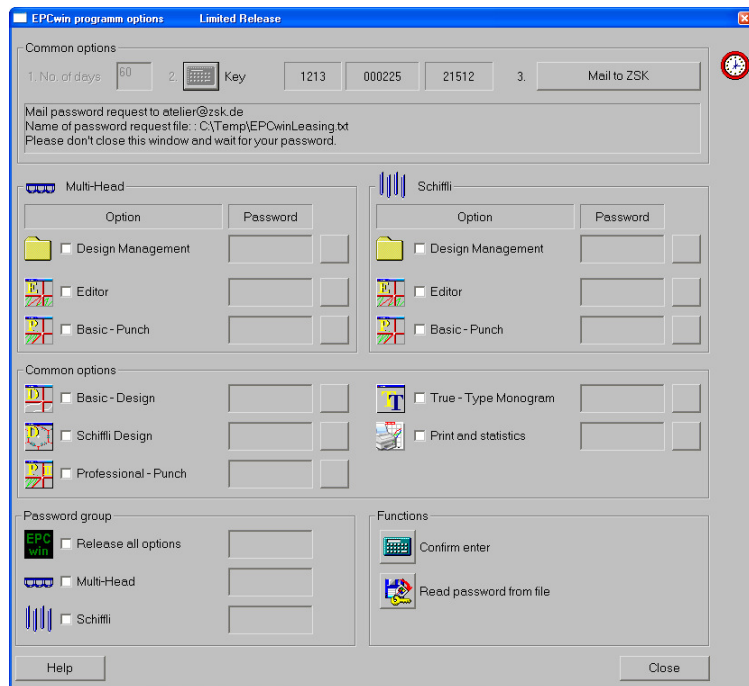 EPCwin programm options Limited Release
Common options
1. No. of days 60 2. Key 1213 000225 21512 3. Mail to ZSK
Mail password request to atelier@zsk.de
Name of password request file: : C:\Temp\EPCwinLeasing.txt
Please don't close this window and wait for your password.
Multi-Head
Option Password
Design Management
Editor
Basic - Punch
Schiffli
Option Password
Design Management
Editor
Basic - Punch
Common options
Basic - Design
Schiffli Design
Professional - Punch
True - Type Monogram
Print and statistics
Password group
EPC
win
Release all options
Multi-Head
Schiffli
Functions
Confirm enter
Read password from file
Help Close